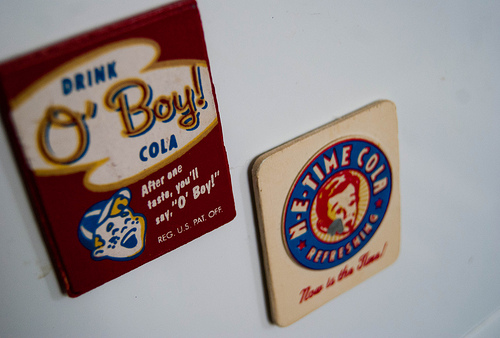 DRINK
O' Boy!
COLA
After one
taste, you'll
say, "O' Boy!"
REG. U.S. PAT. OFF.
N-E-TIME COLA
REFRESHING
Now is the Time!